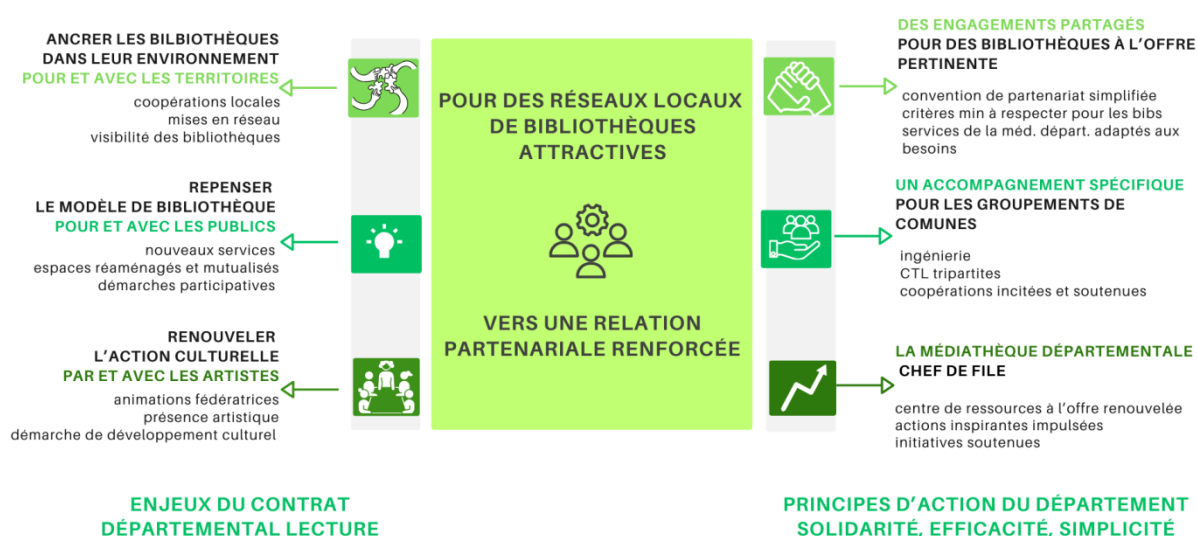 ANCRER LES BILBIOTHÈQUES
DANS LEUR ENVIRONNEMENT
POUR ET AVEC LES TERRITOIRES
coopérations locales
mises en réseau
visibilité des bibliothèques
REPENSER
LE MODÈLE DE BIBLIOTHÈQUE
POUR ET AVEC LES PUBLICS
nouveaux services
espaces réaménagés et mutualisés
démarches participatives
RENOUVELER
L'ACTION CULTURELLE
PAR ET AVEC LES ARTISTES
animations fédératrices
présence artistique
démarche de développement culturel
ENJEUX DU CONTRAT
DÉPARTEMENTAL LECTURE
POUR DES RÉSEAUX LOCAUX
DE BIBLIOTHÈQUES
ATTRACTIVES
VERS UNE RELATION
PARTENARIALE RENFORCÉE
DES ENGAGEMENTS PARTAGÉS
POUR DES BIBLIOTHÈQUES À L'OFFRE
PERTINENTE
convention de partenariat simplifiée
critères min à respecter pour les bibs
services de la méd. départ. adaptés aux
besoins
UN ACCOMPAGNEMENT SPÉCIFIQUE
POUR LES GROUPEMENTS DE
COMUNES
ingénierie
CTL tripartites
coopérations incitées et soutenues
LA MÉDIATHÈQUE DÉPARTEMENTALE
CHEF DE FILE
centre de ressources à l'offre renouvelée
actions inspirantes impulsées
initiatives soutenues
PRINCIPES D'ACTION DU DÉPARTEMENT
SOLIDARITÉ, EFFICACITÉ, SIMPLICITÉ